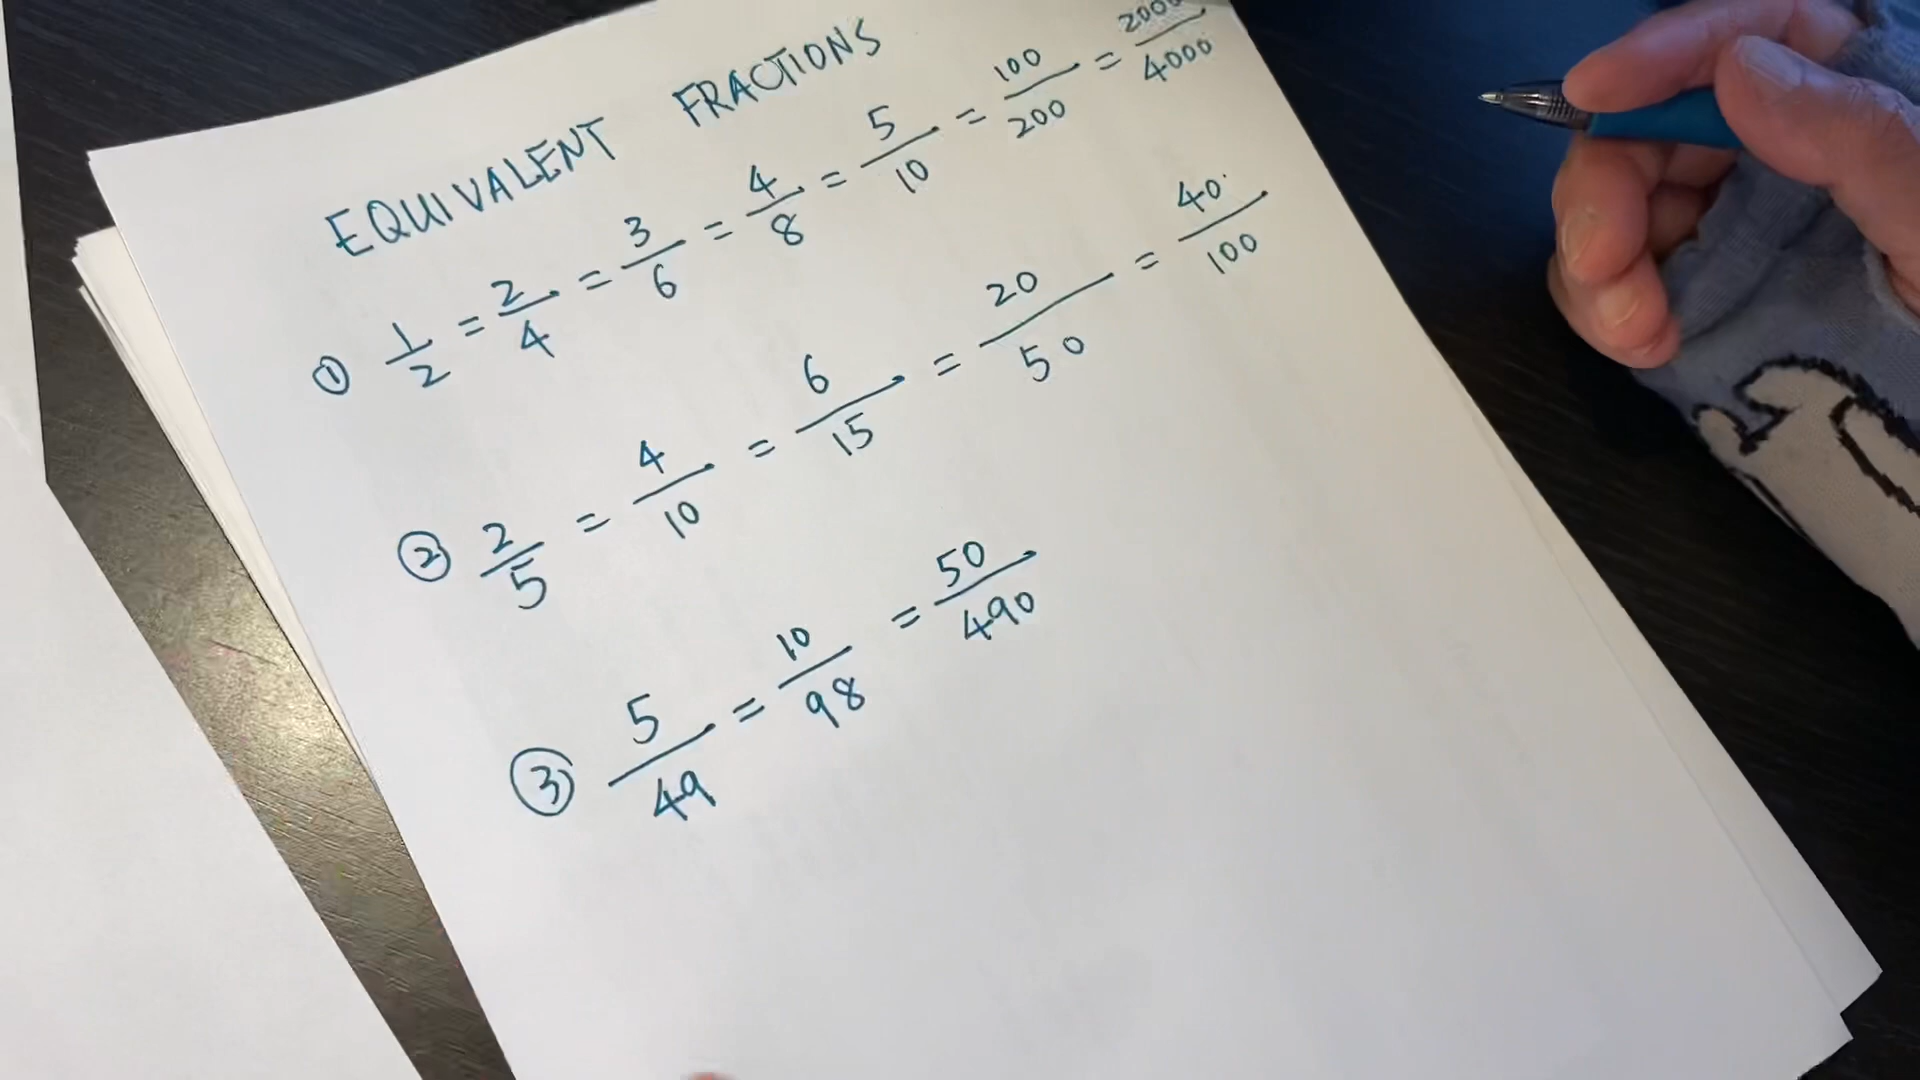 EQUIVALENT FRACTIONS
① 1/2 = 2/4 = 3/6 = 4/8 = 5/10 = 100/200 = 2000/4000
② 2/5 = 4/10 = 6/15 = 20/50 = 40/100
③ 5/49 = 10/98 = 50/490